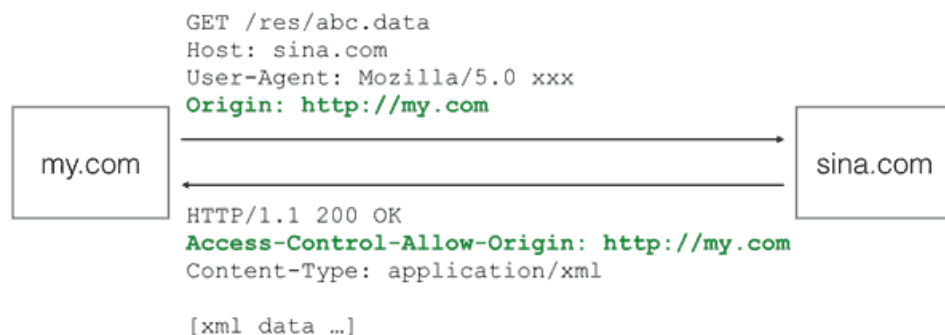 GET /res/abc.data
Host: sina.com
User-Agent: Mozilla/5.0 xxx
Origin: http://my.com
my.com
sina.com
HTTP/1.1 200 OK
Access-Control-Allow-Origin: http://my.com
Content-Type: application/xml
[xml data …]